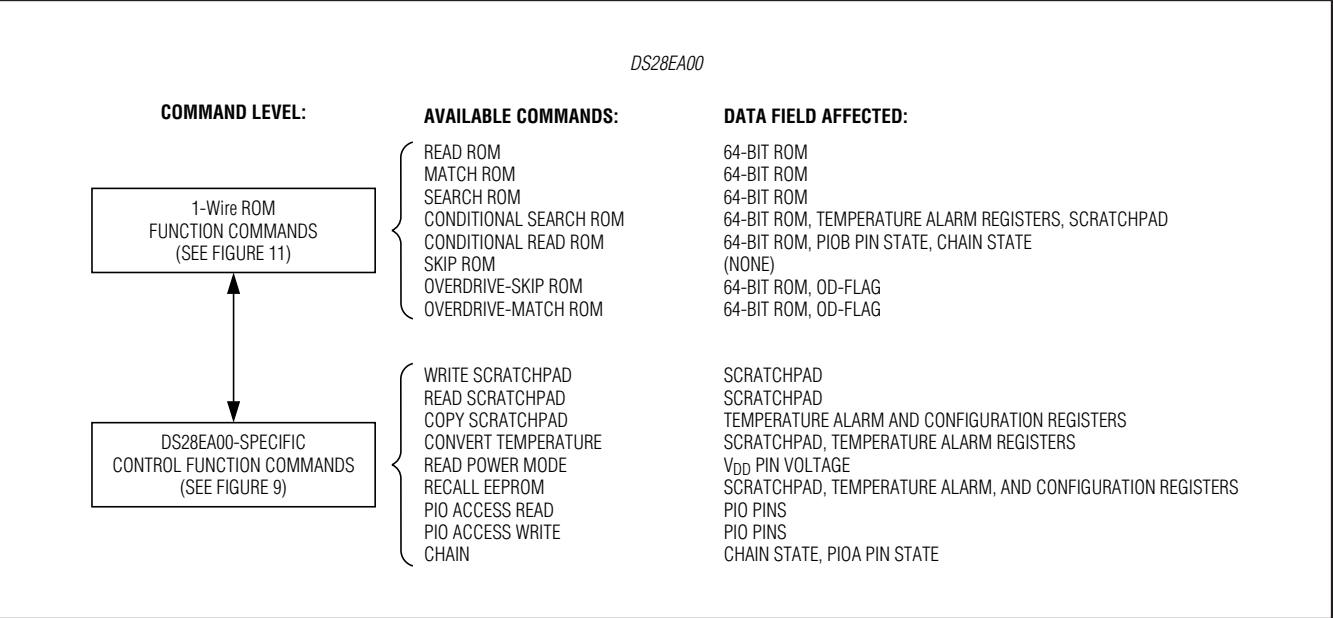 DS28EA00
COMMAND LEVEL:
AVAILABLE COMMANDS:
DATA FIELD AFFECTED:
1-Wire ROM
FUNCTION COMMANDS
(SEE FIGURE 11)
READ ROM 64-BIT ROM
MATCH ROM 64-BIT ROM
SEARCH ROM 64-BIT ROM
CONDITIONAL SEARCH ROM 64-BIT ROM, TEMPERATURE ALARM REGISTERS, SCRATCHPAD
CONDITIONAL READ ROM 64-BIT ROM, PIOB PIN STATE, CHAIN STATE
SKIP ROM (NONE)
OVERDRIVE-SKIP ROM 64-BIT ROM, OD-FLAG
OVERDRIVE-MATCH ROM 64-BIT ROM, OD-FLAG
DS28EA00-SPECIFIC
CONTROL FUNCTION COMMANDS
(SEE FIGURE 9)
WRITE SCRATCHPAD SCRATCHPAD
READ SCRATCHPAD SCRATCHPAD
COPY SCRATCHPAD TEMPERATURE ALARM AND CONFIGURATION REGISTERS
CONVERT TEMPERATURE SCRATCHPAD, TEMPERATURE ALARM REGISTERS
READ POWER MODE VDD PIN VOLTAGE
RECALL EEPROM SCRATCHPAD, TEMPERATURE ALARM, AND CONFIGURATION REGISTERS
PIO ACCESS READ PIO PINS
PIO ACCESS WRITE PIO PINS
CHAIN CHAIN STATE, PIOA PIN STATE